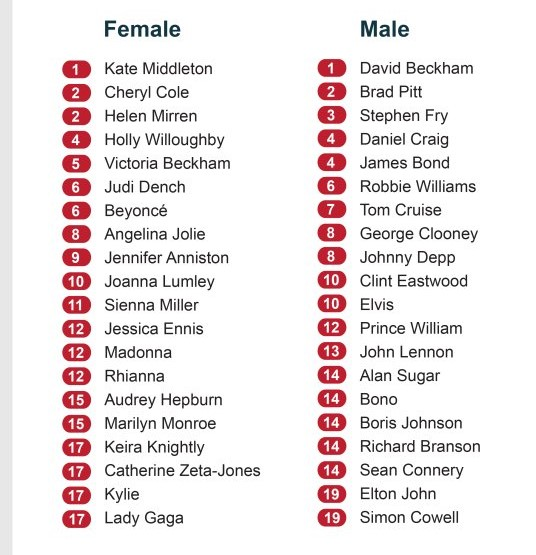 Female
1 Kate Middleton
2 Cheryl Cole
2 Helen Mirren
4 Holly Willoughby
5 Victoria Beckham
6 Judi Dench
6 Beyoncé
8 Angelina Jolie
9 Jennifer Anniston
10 Joanna Lumley
11 Sienna Miller
12 Jessica Ennis
12 Madonna
12 Rhianna
15 Audrey Hepburn
15 Marilyn Monroe
17 Keira Knightly
17 Catherine Zeta-Jones
17 Kylie
17 Lady Gaga
Male
1 David Beckham
2 Brad Pitt
3 Stephen Fry
4 Daniel Craig
4 James Bond
6 Robbie Williams
7 Tom Cruise
8 George Clooney
8 Johnny Depp
10 Clint Eastwood
10 Elvis
12 Prince William
13 John Lennon
14 Alan Sugar
14 Bono
14 Boris Johnson
14 Richard Branson
14 Sean Connery
19 Elton John
19 Simon Cowell